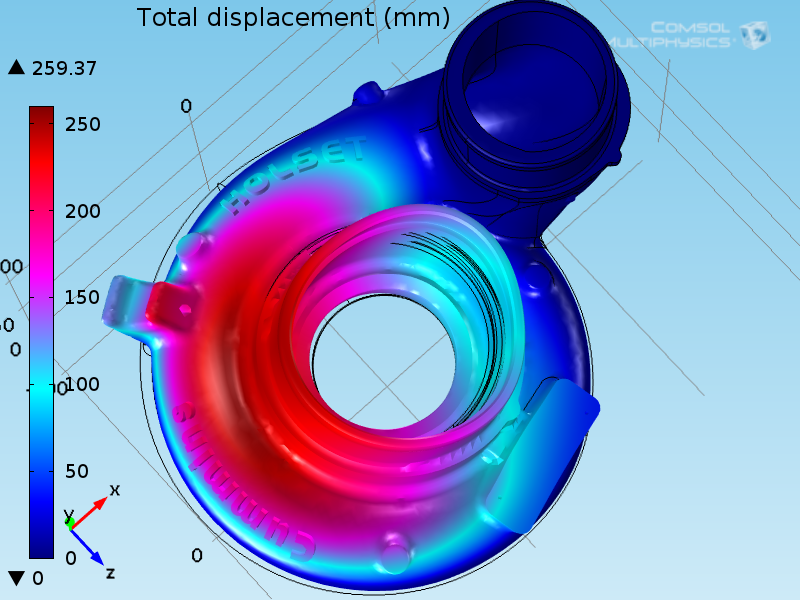 Total displacement (mm)
COMSOL
MULTIPHYSICS
▲ 259.37
250
200
150
100
50
0
▼ 0
0
0
0
HOLSET
Cummins
y
x
z